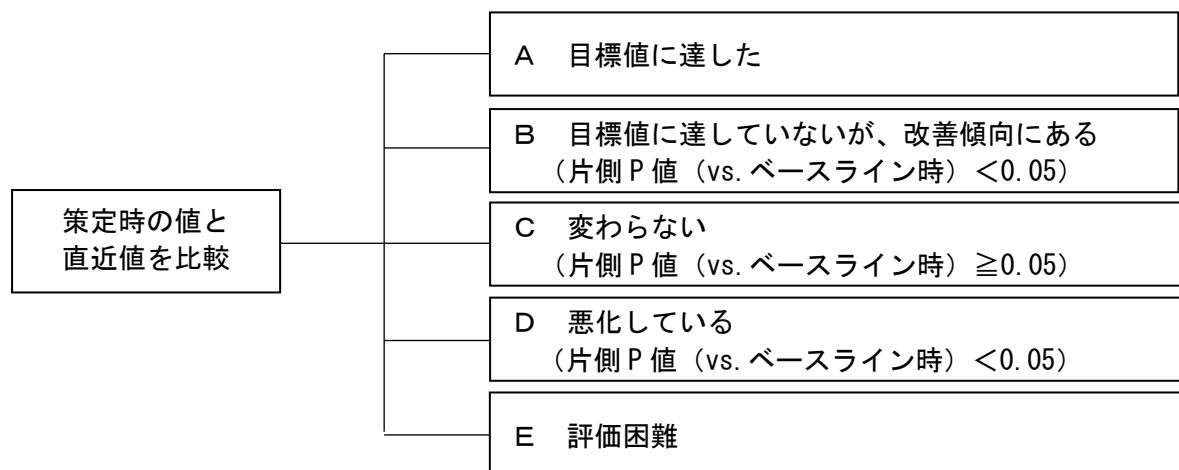 策定時の値と
直近値を比較
A 目標値に達した
B 目標値に達していないが、改善傾向にある
（片側P値（vs.ベースライン時）＜0.05）
C 変わらない
（片側P値（vs.ベースライン時）≧0.05）
D 悪化している
（片側P値（vs.ベースライン時）＜0.05）
E 評価困難